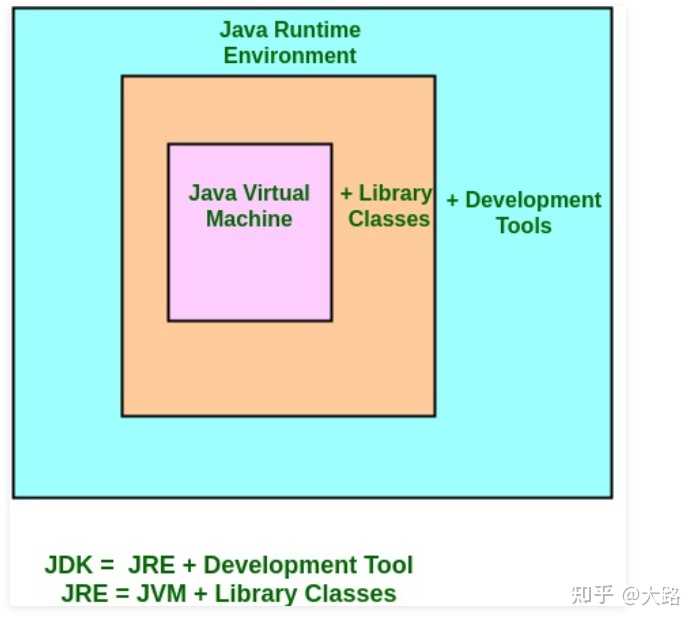 Java Runtime
Environment
Java Virtual
Machine
+ Library
Classes
+ Development
Tools
JDK = JRE + Development Tool
JRE = JVM + Library Classes
知乎 @大路